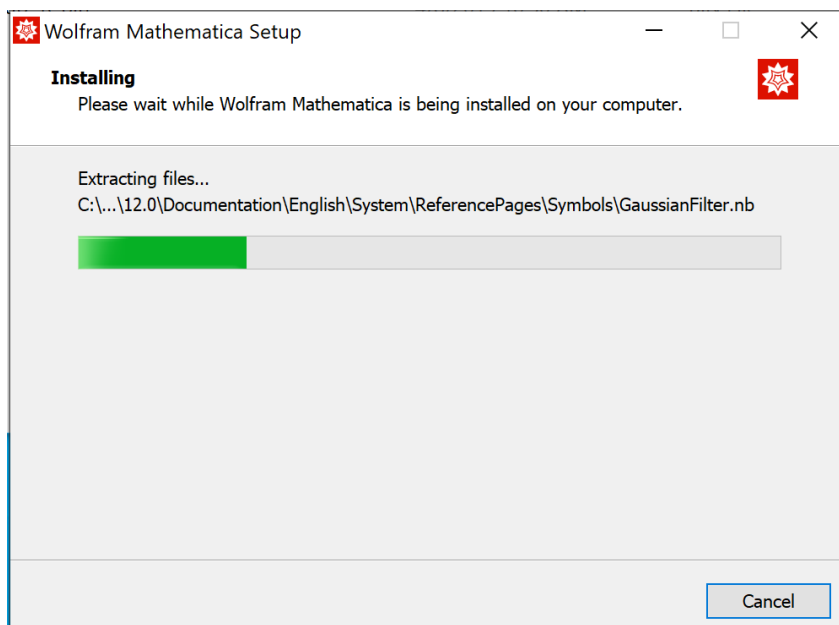 Wolfram Mathematica Setup
Installing
Please wait while Wolfram Mathematica is being installed on your computer.
Extracting files...
C:\...\12.0\Documentation\English\System\ReferencePages\Symbols\GaussianFilter.nb
Cancel